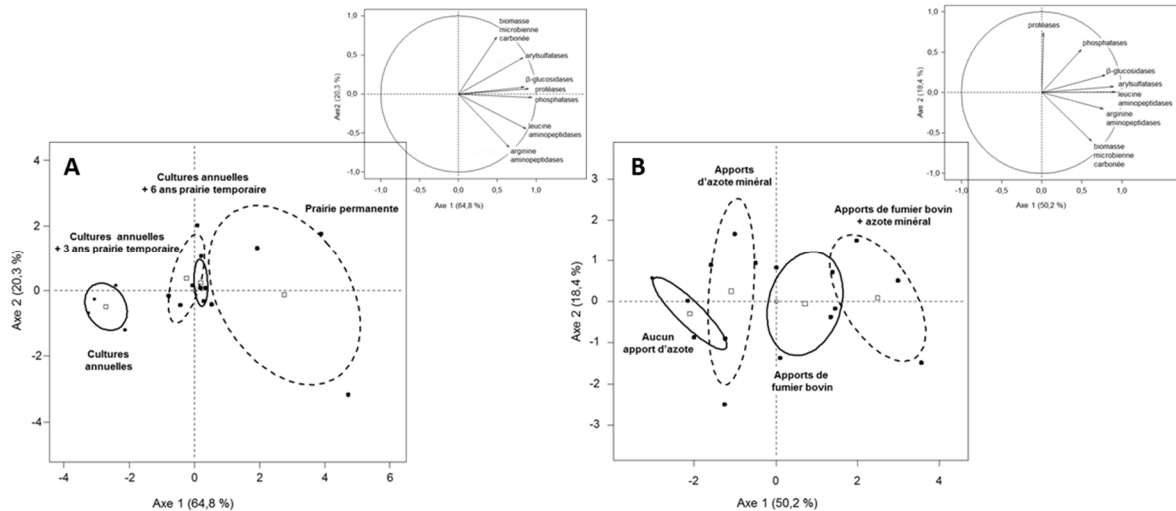 A
Cultures annuelles
+ 6 ans prairie temporaire
Prairie permanente
Cultures annuelles
+ 3 ans prairie temporaire
Cultures
annuelles
4
2
0
-2
-4
-4
-2
0
2
4
6
Axe 2 (20,3 %)
Axe 1 (64,8 %)
1,0
0,5
0,0
-0,5
-1,0
-1,0
-0,5
0,0
0,5
1,0
Axe2 (20,3 %)
Axe 1 (64,8 %)
biomasse
microbienne
carbonée
arylsulfatases
β-glucosidases
protéases
phosphatases
leucine
aminopeptidases
arginine
aminopeptidases
B
Apports
d'azote minéral
Apports de fumier bovin
+ azote minéral
Aucun
apport d'azote
Apports de
fumier bovin
3
2
1
0
-1
-2
-3
-2
0
2
4
Axe 2 (18,4 %)
Axe 1 (50,2 %)
1,0
0,5
0,0
-0,5
-1,0
-1,0
-0,5
0,0
0,5
1,0
Axe 2 (18,4 %)
Axe 1 (50,2 %)
protéases
phosphatases
β-glucosidases
arylsulfatases
leucine
aminopeptidases
arginine
aminopeptidases
biomasse
microbienne
carbonée